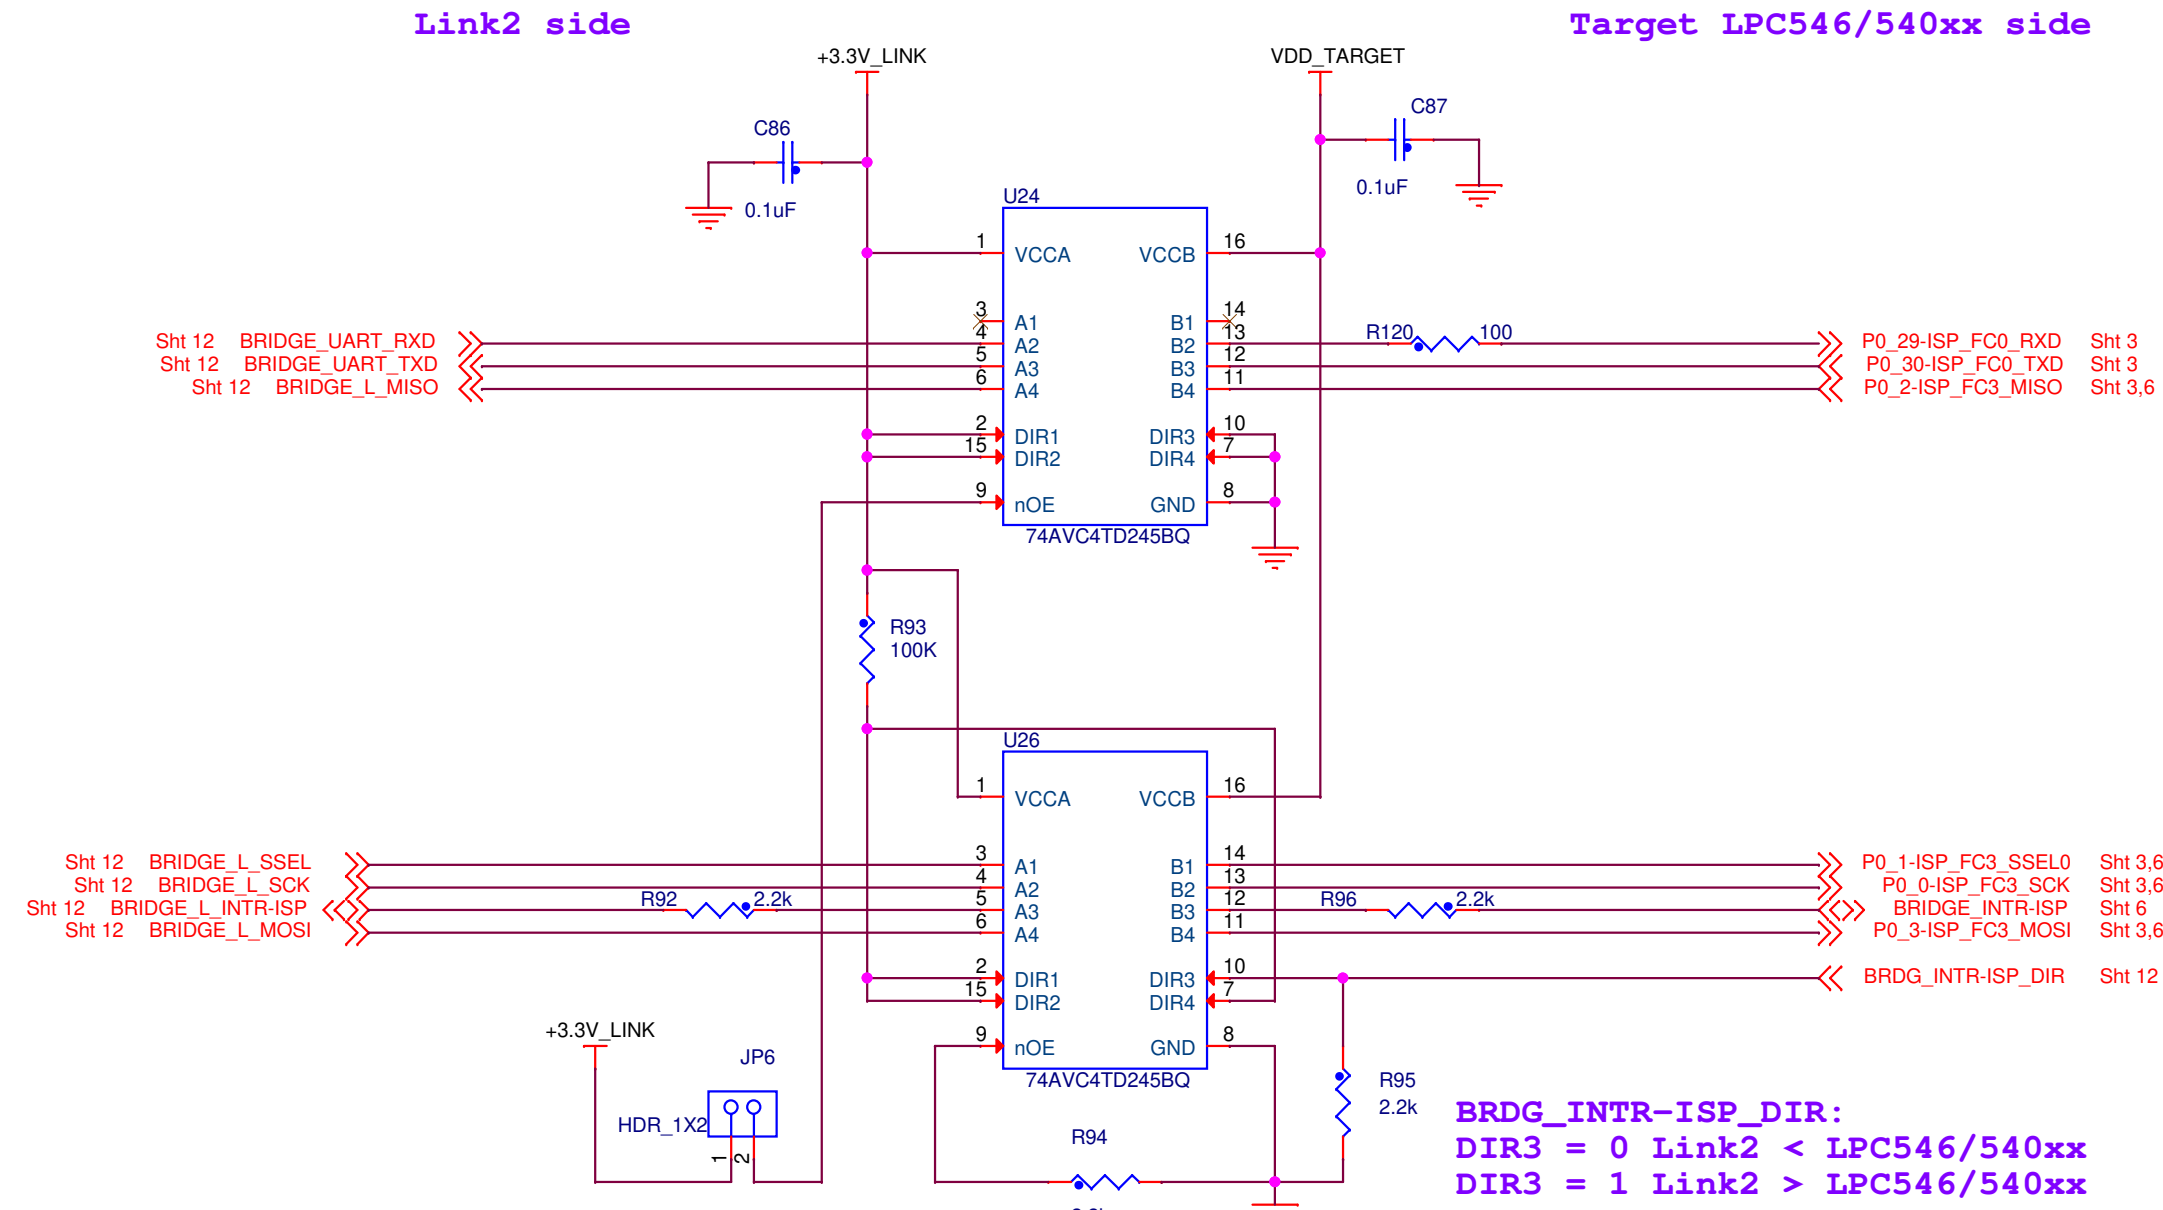 Link2 side
Target LPC546/540xx side
+3.3V_LINK
VDD_TARGET
C86
0.1uF
C87
0.1uF
U24
1 VCCA VCCB 16
3 A1 B1 14
4 A2 B2 13
5 A3 B3 12
6 A4 B4 11
2 DIR1 DIR3 10
15 DIR2 DIR4 7
9 nOE GND 8
74AVC4TD245BQ
Sht 12 BRIDGE_UART_RXD
Sht 12 BRIDGE_UART_TXD
Sht 12 BRIDGE_L_MISO
R120 100
P0_29-ISP_FC0_RXD Sht 3
P0_30-ISP_FC0_TXD Sht 3
P0_2-ISP_FC3_MISO Sht 3,6
R93
100K
U26
1 VCCA VCCB 16
3 A1 B1 14
4 A2 B2 13
5 A3 B3 12
6 A4 B4 11
2 DIR1 DIR3 10
15 DIR2 DIR4 7
9 nOE GND 8
74AVC4TD245BQ
Sht 12 BRIDGE_L_SSEL
Sht 12 BRIDGE_L_SCK
Sht 12 BRIDGE_L_INTR-ISP
Sht 12 BRIDGE_L_MOSI
R92 2.2k
R96 2.2k
P0_1-ISP_FC3_SSEL0 Sht 3,6
P0_0-ISP_FC3_SCK Sht 3,6
BRIDGE_INTR-ISP Sht 6
P0_3-ISP_FC3_MOSI Sht 3,6
BRDG_INTR-ISP_DIR Sht 12
+3.3V_LINK
JP6
HDR_1X2
1
2
R94
R95
2.2k
BRDG_INTR-ISP_DIR:
DIR3 = 0 Link2 < LPC546/540xx
DIR3 = 1 Link2 > LPC546/540xx